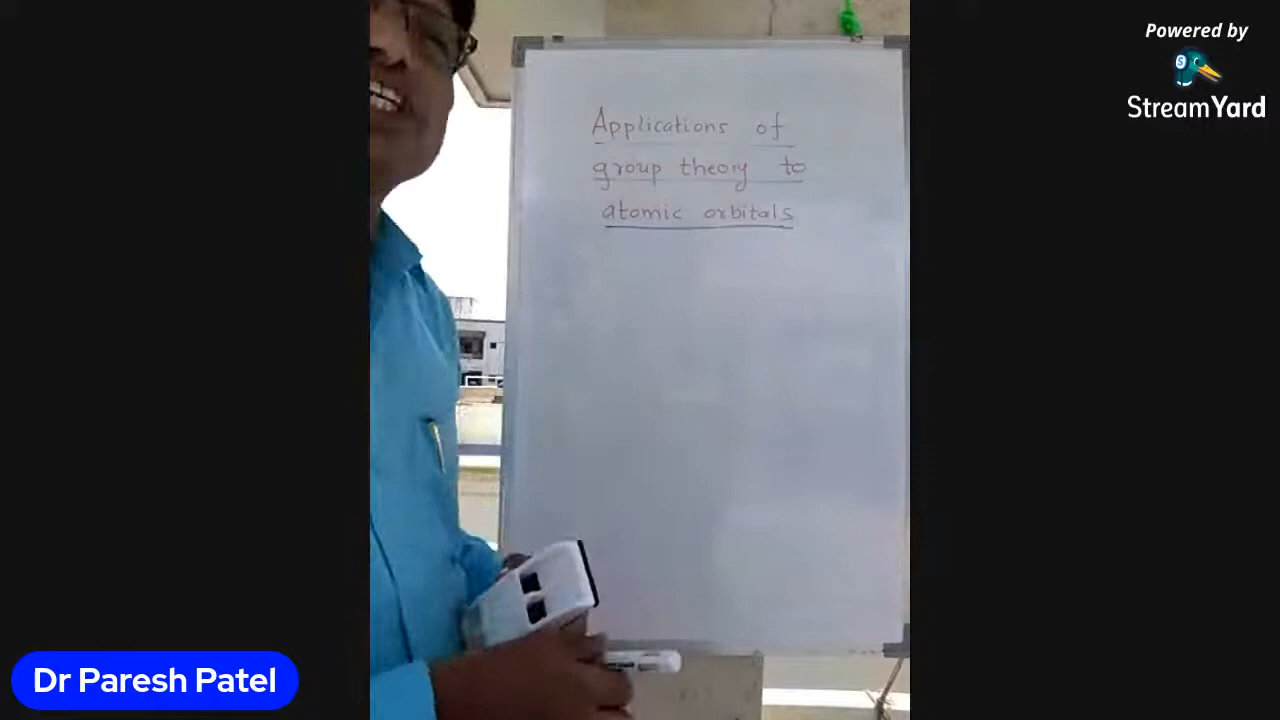 Powered by
StreamYard
Applications of
group theory to
atomic orbitals
Dr Paresh Patel